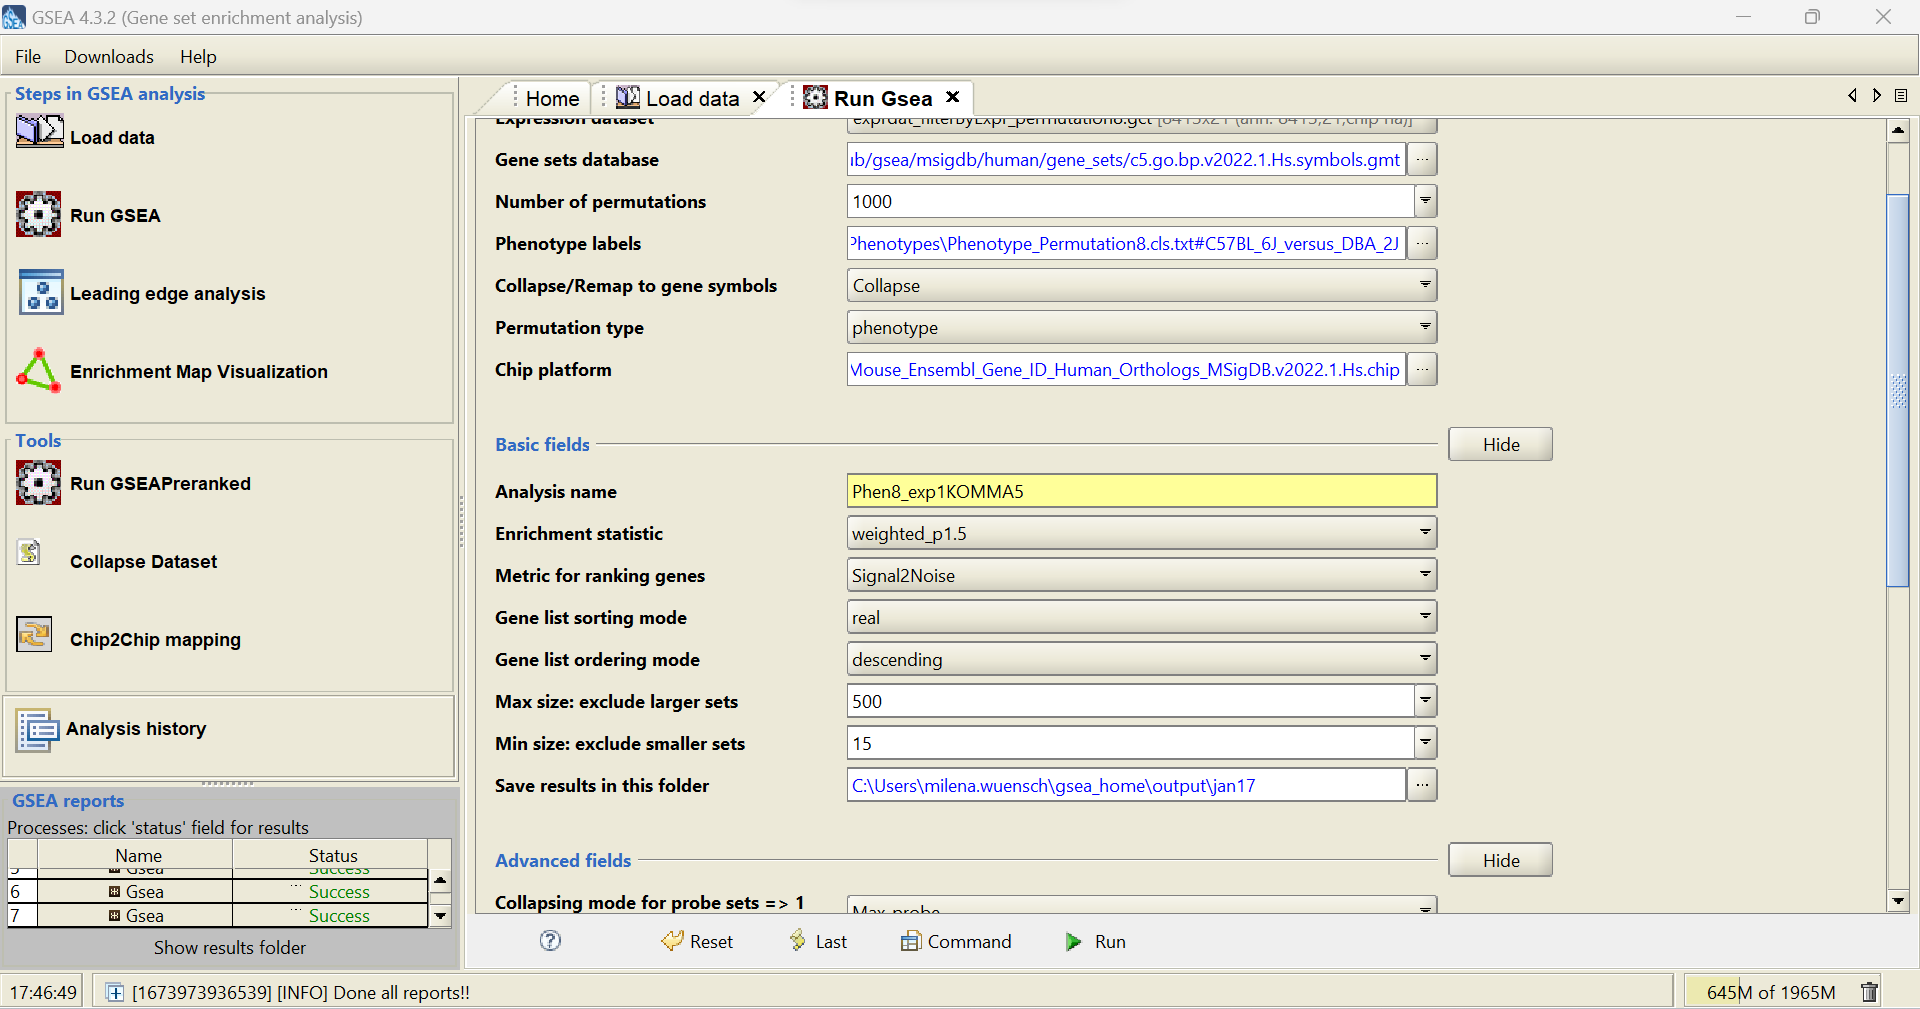 GSEA 4.3.2 (Gene set enrichment analysis)
File Downloads Help
Steps in GSEA analysis
Load data
Run GSEA
Leading edge analysis
Enrichment Map Visualization
Tools
Run GSEAPreranked
Collapse Dataset
Chip2Chip mapping
Analysis history
GSEA reports
Processes: click 'status' field for results
Name Status
5 Gsea Success
6 Gsea Success
7 Gsea Success
Show results folder
Home Load data Run Gsea
Expression dataset
Gene sets database ub/gsea/msigdb/human/gene_sets/c5.go.bp.v2022.1.Hs.symbols.gmt ...
Number of permutations 1000
Phenotype labels Phenotypes\Phenotype_Permutation8.cls.txt#C57BL_6J_versus_DBA_2J ...
Collapse/Remap to gene symbols Collapse
Permutation type phenotype
Chip platform Mouse_Ensembl_Gene_ID_Human_Orthologs_MSigDB.v2022.1.Hs.chip ...
Basic fields Hide
Analysis name Phen8_exp1KOMMA5
Enrichment statistic weighted_p1.5
Metric for ranking genes Signal2Noise
Gene list sorting mode real
Gene list ordering mode descending
Max size: exclude larger sets 500
Min size: exclude smaller sets 15
Save results in this folder C:\Users\milena.wuensch\gsea_home\output\jan17 ...
Advanced fields Hide
Collapsing mode for probe sets => 1 Max_probe
? Reset Last Command Run
17:46:49 [1673973936539] [INFO] Done all reports!! 645M of 1965M